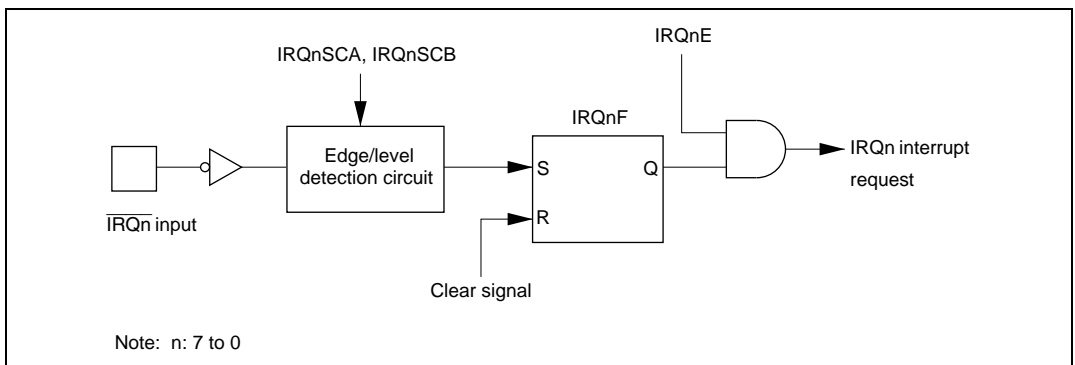 IRQnE
IRQnSCA, IRQnSCB
IRQnF
Edge/level
detection circuit
S
Q
IRQn interrupt
request
R
IRQn input
Clear signal
Note: n: 7 to 0